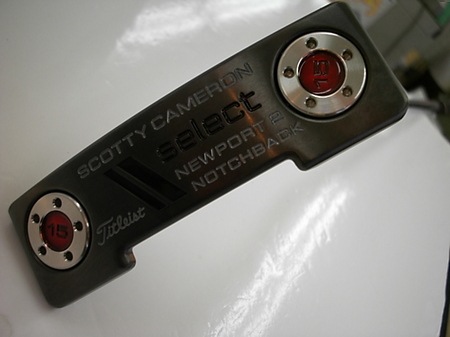 SCOTTY CAMERON
select
NEWPORT 2
NOTCHBACK
Titleist
15
15